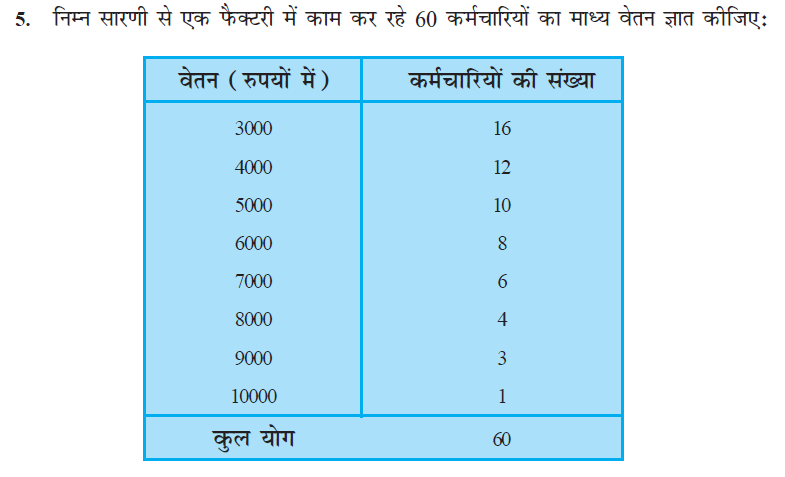 5. निम्न सारणी से एक फैक्टरी में काम कर रहे 60 कर्मचारियों का माध्य वेतन ज्ञात कीजिए:
वेतन ( रुपयों में ) कर्मचारियों की संख्या
3000 16
4000 12
5000 10
6000 8
7000 6
8000 4
9000 3
10000 1
कुल योग 60